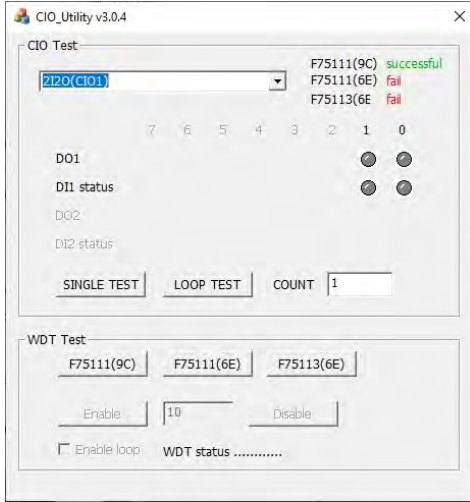 CIO_Utility v3.0.4
CIO Test
2I2O(CIO1)
F75111(9C) successful
F75111(6E) fail
F75113(6E fail
7 6 5 4 3 2 1 0
DO1
DI1 status
DO2
DI2 status
SINGLE TEST LOOP TEST COUNT 1
WDT Test
F75111(9C) F75111(6E) F75113(6E)
Enable 10 Disable
Enable loop WDT status ............